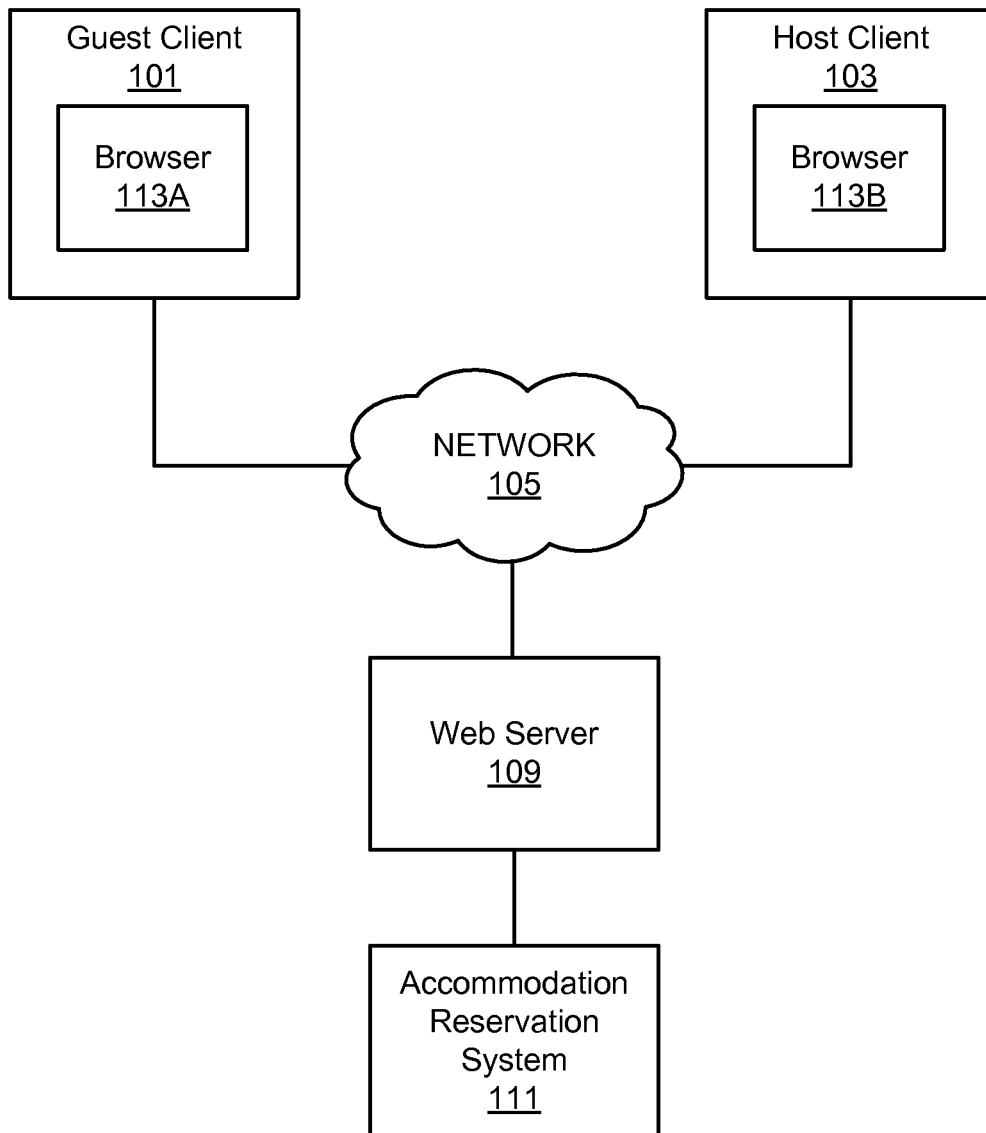 Guest Client
101
Browser
113A
Host Client
103
Browser
113B
NETWORK
105
Web Server
109
Accommodation
Reservation
System
111